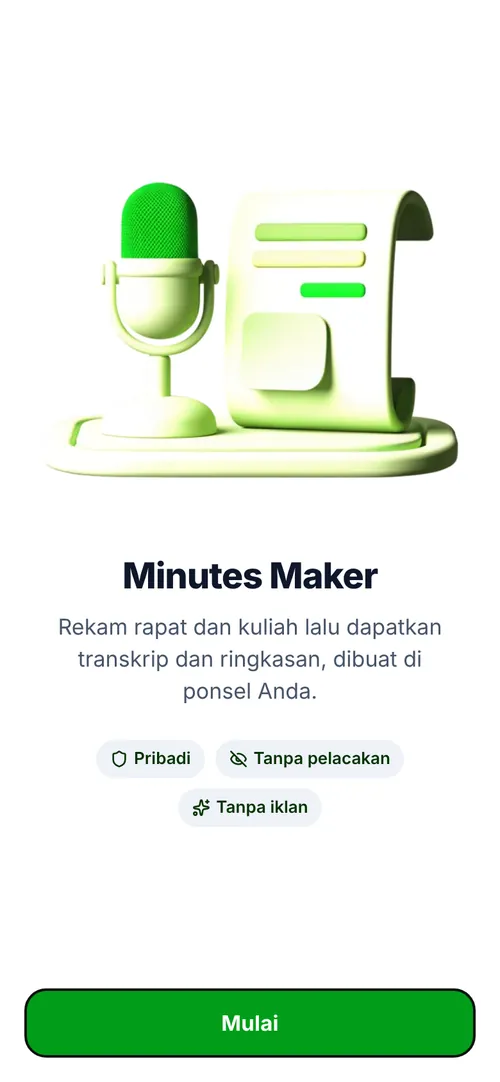 Minutes Maker
Rekam rapat dan kuliah lalu dapatkan
transkrip dan ringkasan, dibuat di
ponsel Anda.
Pribadi
Tanpa pelacakan
Tanpa iklan
Mulai